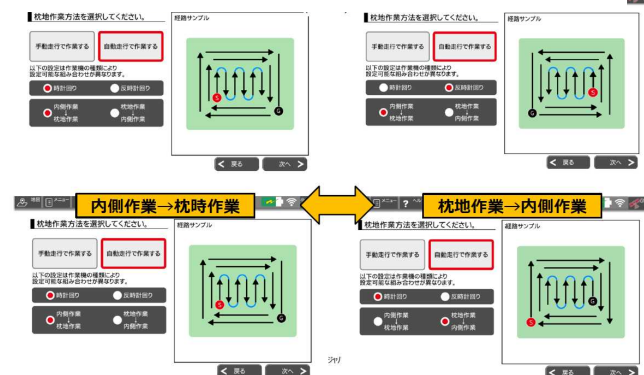 枕地作業方法を選択してください。
手動走行で作業する
自動走行で作業する
以下の設定は作業機の種類により
設定可能な組み合わせが異なります。
時計回り
反時計回り
内側作業
↓
枕地作業
枕地作業
↓
内側作業
経路サンプル
S
G
< 戻る
次へ >
枕地作業方法を選択してください。
手動走行で作業する
自動走行で作業する
以下の設定は作業機の種類により
設定可能な組み合わせが異なります。
時計回り
反時計回り
内側作業
↓
枕地作業
枕地作業
↓
内側作業
経路サンプル
S
G
< 戻る
次へ >
地図
メニュー
内側作業→枕時作業
メニュー
?
枕地作業→内側作業
枕地作業方法を選択してください。
手動走行で作業する
自動走行で作業する
以下の設定は作業機の種類により
設定可能な組み合わせが異なります。
時計回り
反時計回り
内側作業
↓
枕地作業
枕地作業
↓
内側作業
経路サンプル
S
G
< 戻る
次へ >
枕地作業方法を選択してください。
手動走行で作業する
自動走行で作業する
以下の設定は作業機の種類により
設定可能な組み合わせが異なります。
時計回り
反時計回り
内側作業
↓
枕地作業
枕地作業
↓
内側作業
経路サンプル
S
G
< 戻る
次へ >